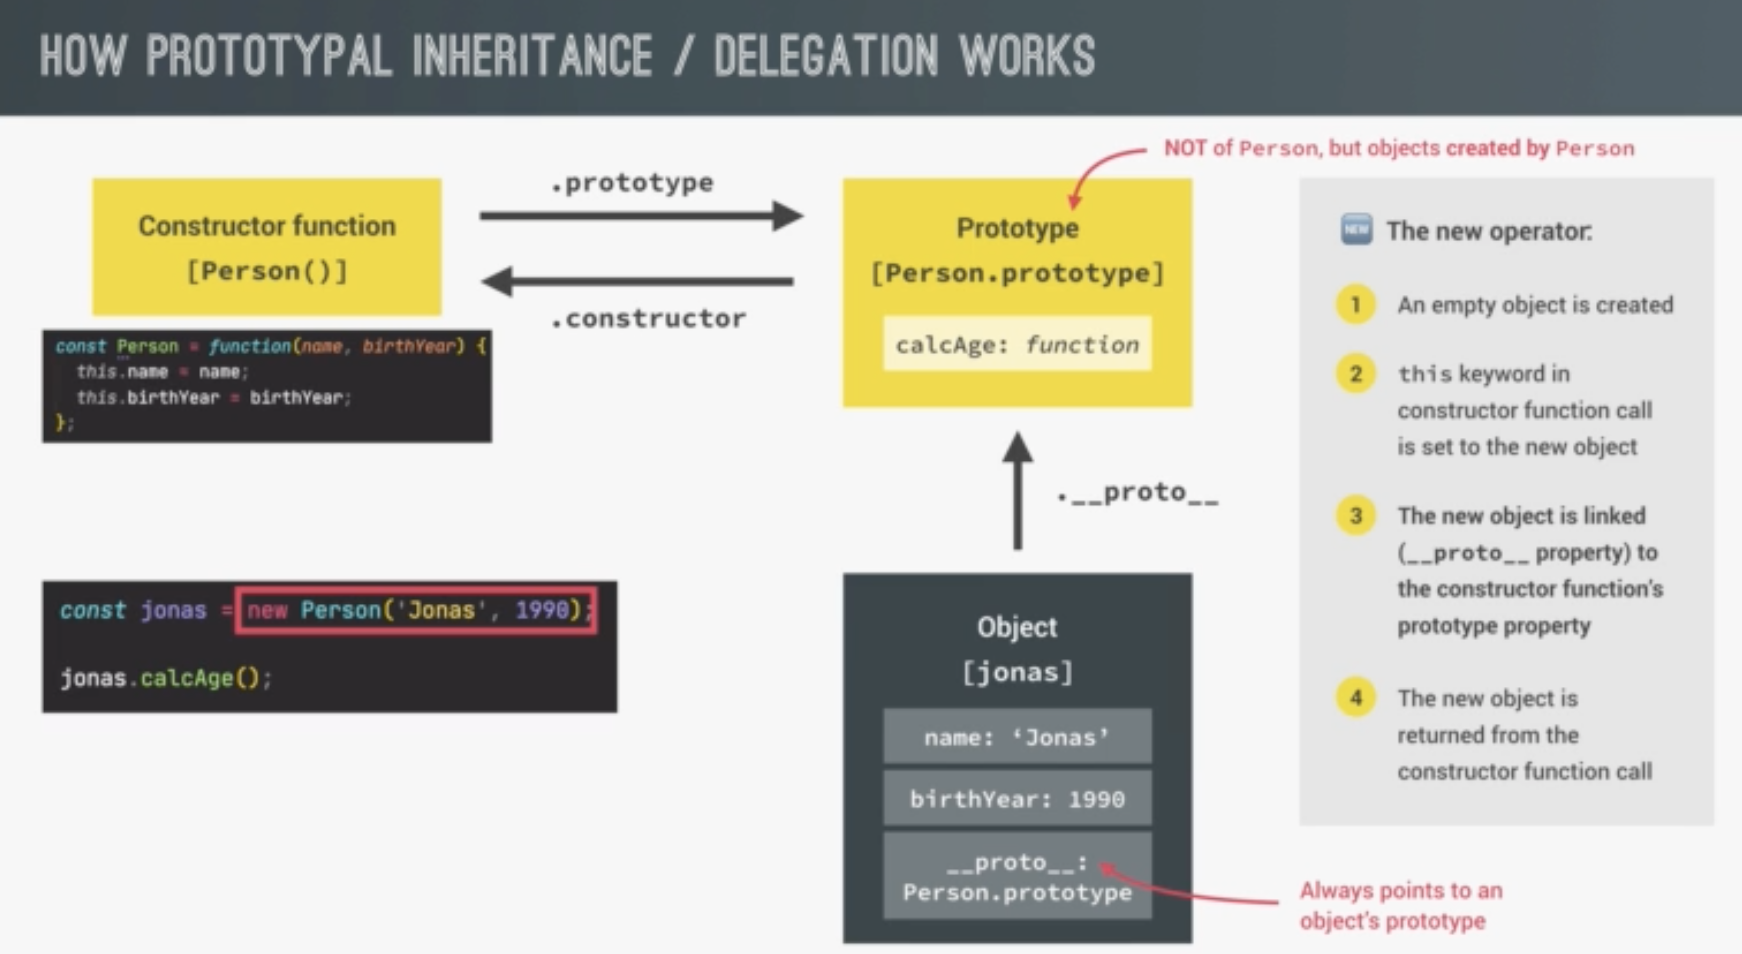 HOW PROTOTYPAL INHERITANCE / DELEGATION WORKS
NOT of Person, but objects created by Person
Constructor function
[Person()]
.prototype
.constructor
const Person = function(name, birthYear) {
this.name = name;
this.birthYear = birthYear;
};
Prototype
[Person.prototype]
calcAge: function
.__proto__
const jonas = new Person('Jonas', 1990);
jonas.calcAge();
Object
[jonas]
name: ‘Jonas’
birthYear: 1990
__proto__:
Person.prototype
NEW The new operator:
1 An empty object is created
2 this keyword in
constructor function call
is set to the new object
3 The new object is linked
(__proto__ property) to
the constructor function’s
prototype property
4 The new object is
returned from the
constructor function call
Always points to an
object’s prototype